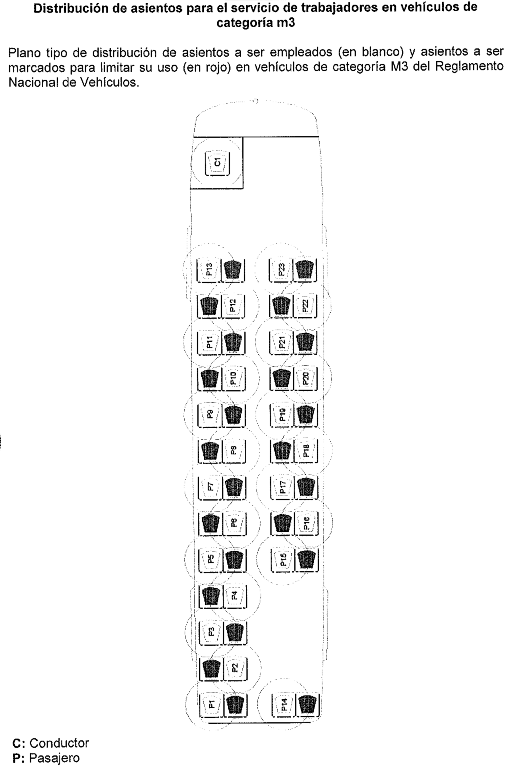 Distribución de asientos para el servicio de trabajadores en vehículos de
categoría m3
Plano tipo de distribución de asientos a ser empleados (en blanco) y asientos a ser
marcados para limitar su uso (en rojo) en vehículos de categoría M3 del Reglamento
Nacional de Vehículos.
C1
P13 P23
P12 P22
P11 P21
P10 P20
P9 P19
P8 P18
P7 P17
P6 P16
P5 P15
P4
P3
P2
P1 P14
C: Conductor
P: Pasajero